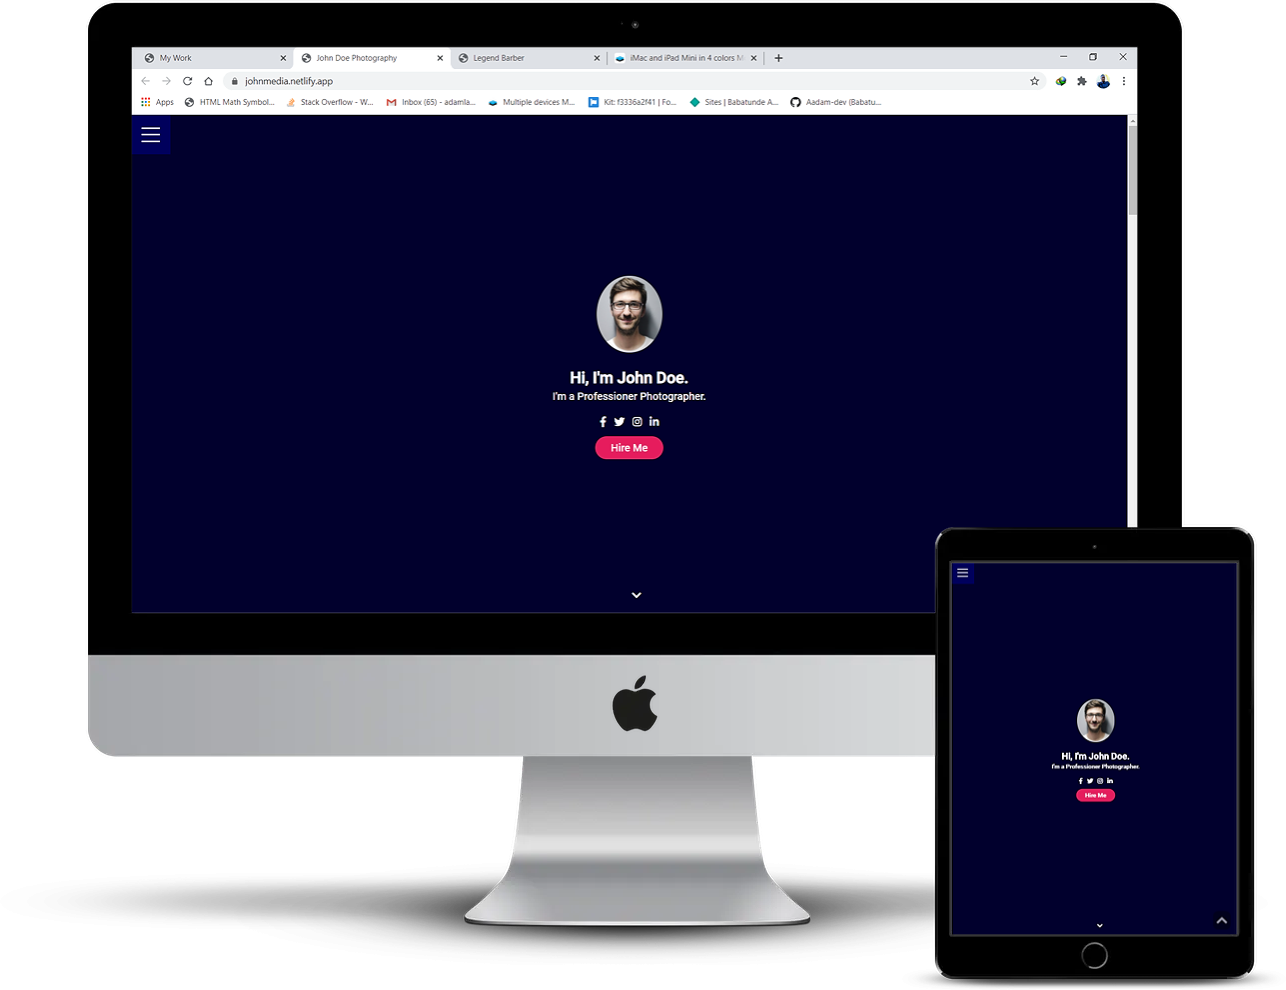 My Work
John Doe Photography
Legend Barber
iMac and iPad Mini in 4 colors M
johnmedia.netlify.app
Apps
HTML Math Symbol...
Stack Overflow - W...
Inbox (65) - adamla...
Multiple devices M...
Kit: f3336a2f41 | Fo...
Sites | Babatunde A...
Aadam-dev (Babatu...
Hi, I'm John Doe.
I'm a Professioner Photographer.
Hire Me
Hi, I'm John Doe.
I'm a Professioner Photographer.
Hire Me